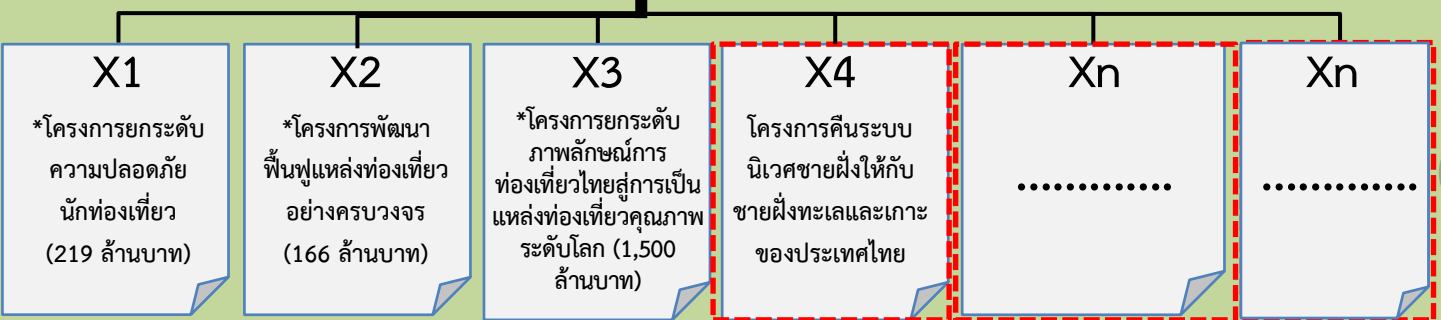 X1
*โครงการยกระดับ
ความปลอดภัย
นักท่องเที่ยว
(219 ล้านบาท)
X2
*โครงการพัฒนา
ฟื้นฟูแหล่งท่องเที่ยว
อย่างครบวงจร
(166 ล้านบาท)
X3
*โครงการยกระดับ
ภาพลักษณ์การ
ท่องเที่ยวไทยสู่การเป็น
แหล่งท่องเที่ยวคุณภาพ
ระดับโลก (1,500
ล้านบาท)
X4
โครงการคืนระบบ
นิเวศชายฝั่งให้กับ
ชายฝั่งทะเลและเกาะ
ของประเทศไทย
Xn
.............
Xn
.............